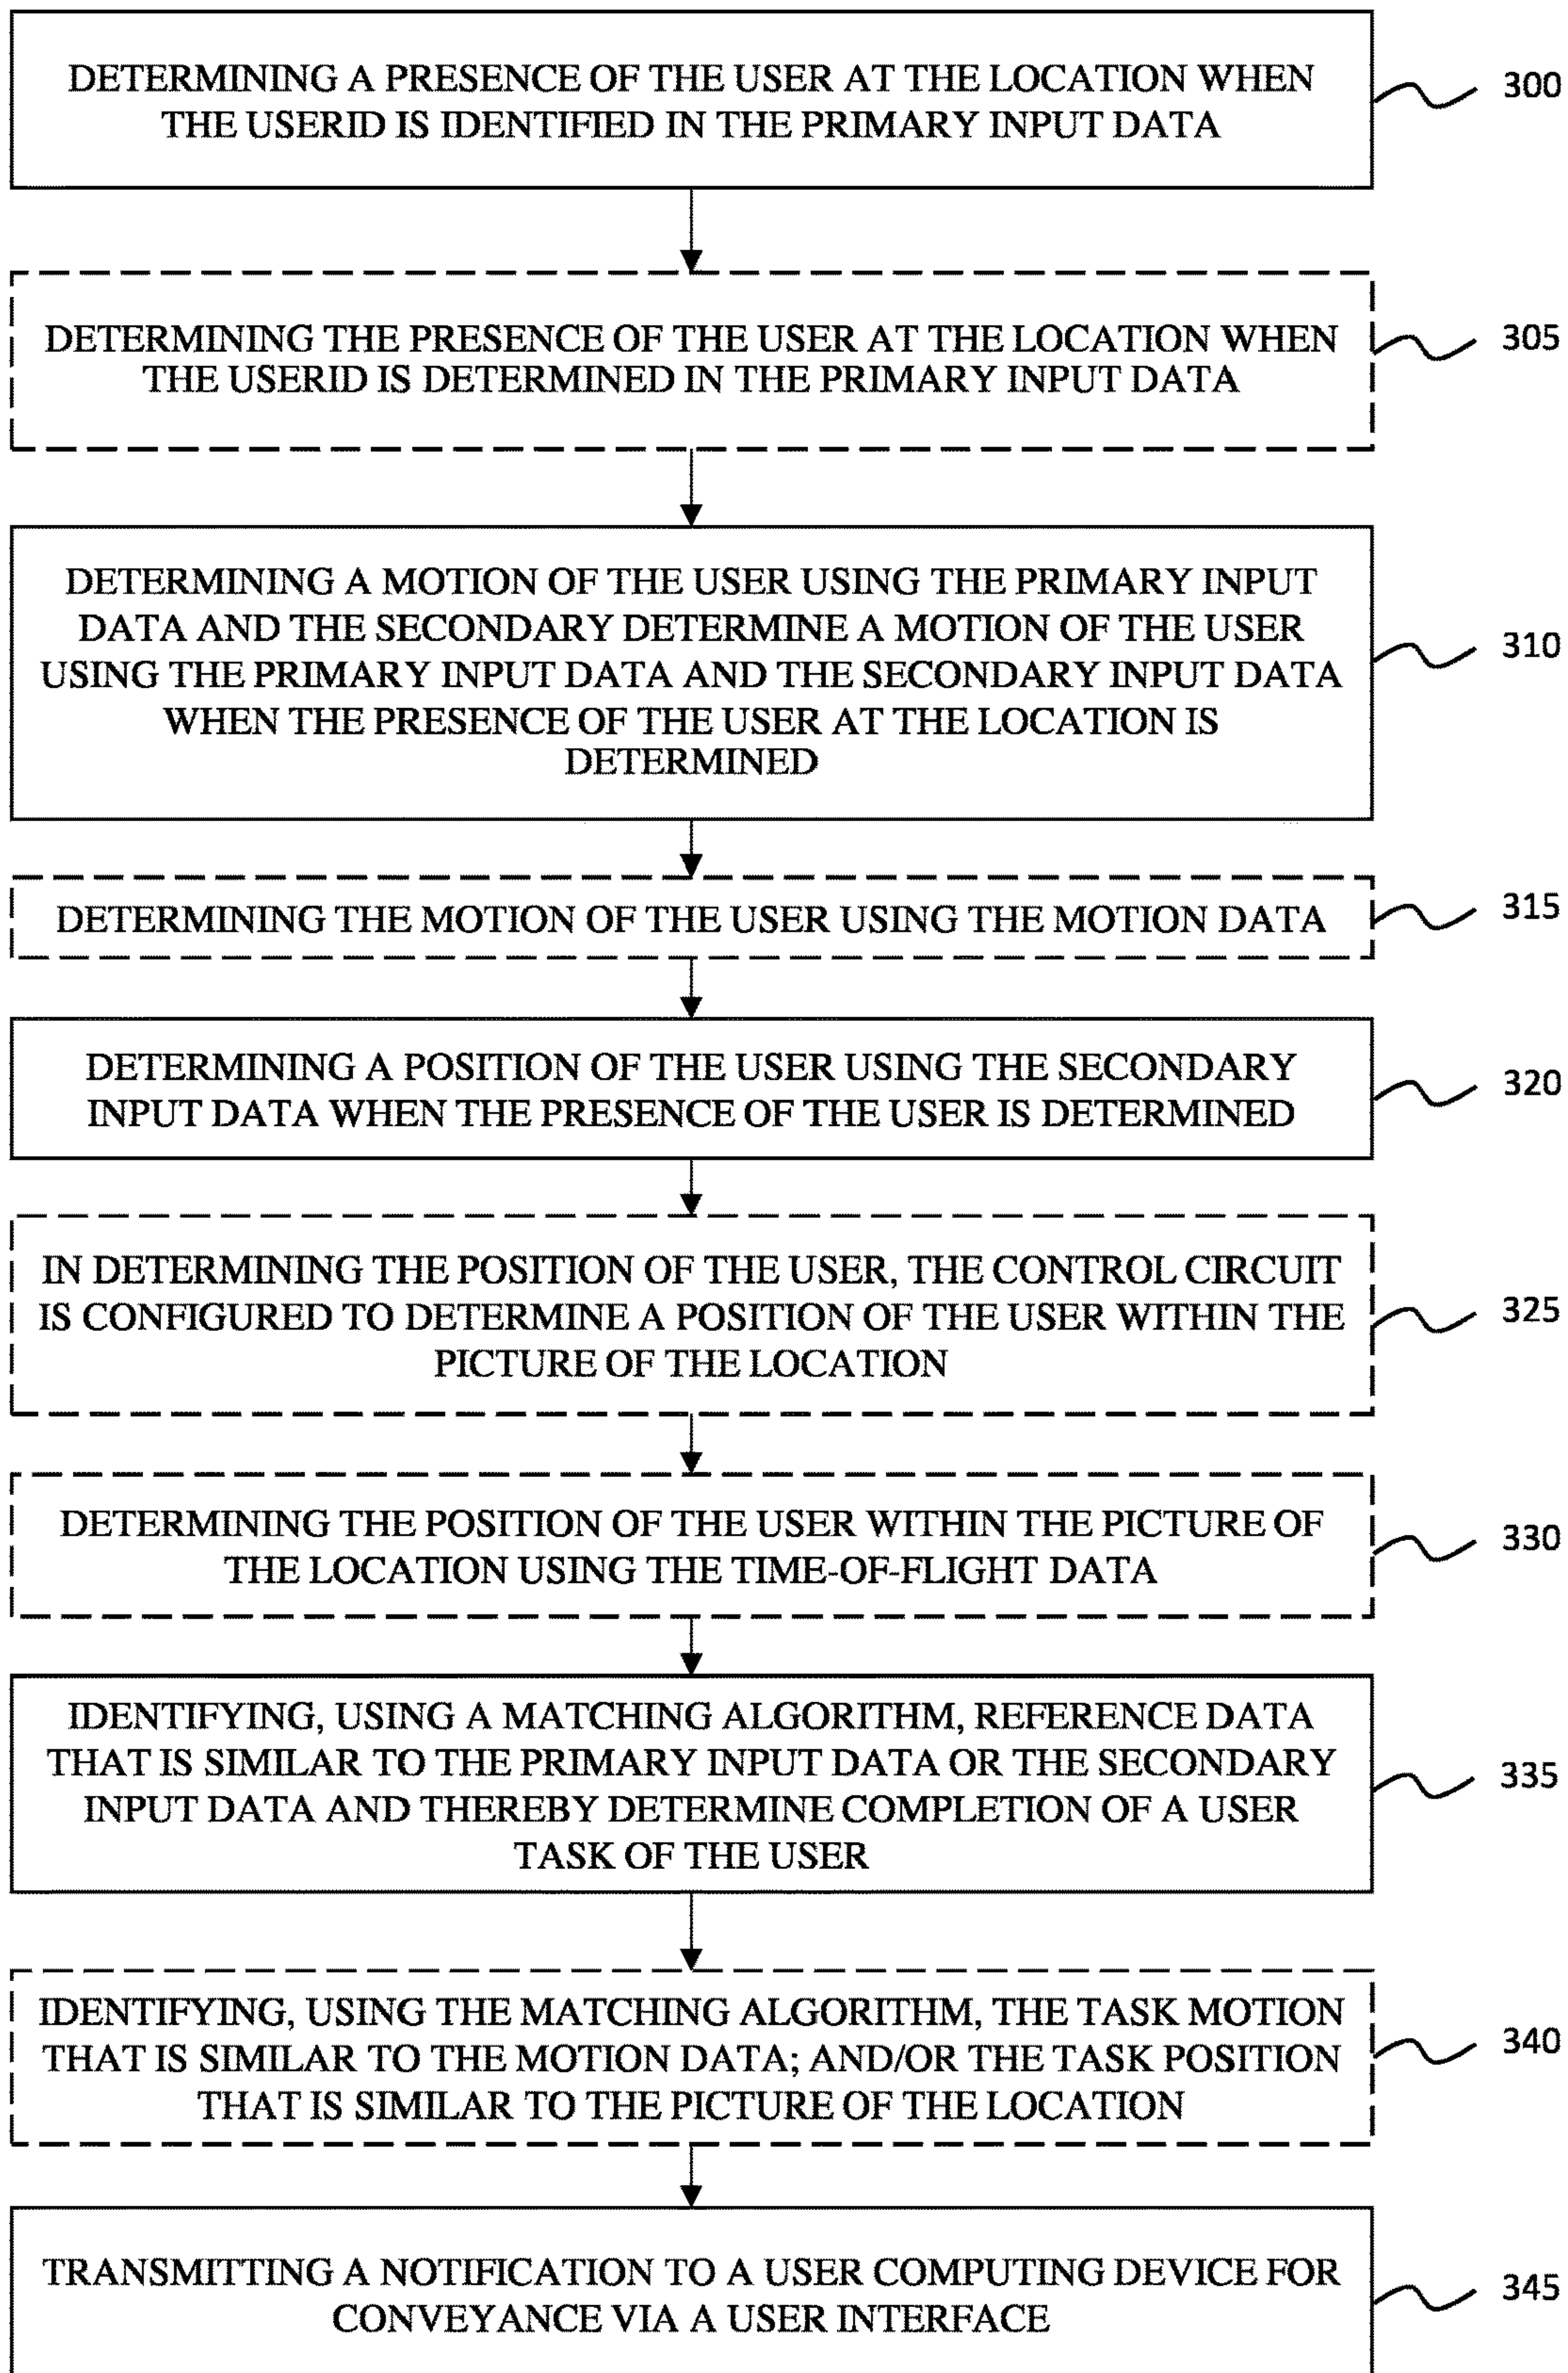 DETERMINING A PRESENCE OF THE USER AT THE LOCATION WHEN
THE USERID IS IDENTIFIED IN THE PRIMARY INPUT DATA
300
DETERMINING THE PRESENCE OF THE USER AT THE LOCATION WHEN
THE USERID IS DETERMINED IN THE PRIMARY INPUT DATA
305
DETERMINING A MOTION OF THE USER USING THE PRIMARY INPUT
DATA AND THE SECONDARY DETERMINE A MOTION OF THE USER
USING THE PRIMARY INPUT DATA AND THE SECONDARY INPUT DATA
WHEN THE PRESENCE OF THE USER AT THE LOCATION IS
DETERMINED
310
DETERMINING THE MOTION OF THE USER USING THE MOTION DATA
315
DETERMINING A POSITION OF THE USER USING THE SECONDARY
INPUT DATA WHEN THE PRESENCE OF THE USER IS DETERMINED
320
IN DETERMINING THE POSITION OF THE USER, THE CONTROL CIRCUIT
IS CONFIGURED TO DETERMINE A POSITION OF THE USER WITHIN THE
PICTURE OF THE LOCATION
325
DETERMINING THE POSITION OF THE USER WITHIN THE PICTURE OF
THE LOCATION USING THE TIME-OF-FLIGHT DATA
330
IDENTIFYING, USING A MATCHING ALGORITHM, REFERENCE DATA
THAT IS SIMILAR TO THE PRIMARY INPUT DATA OR THE SECONDARY
INPUT DATA AND THEREBY DETERMINE COMPLETION OF A USER
TASK OF THE USER
335
IDENTIFYING, USING THE MATCHING ALGORITHM, THE TASK MOTION
THAT IS SIMILAR TO THE MOTION DATA; AND/OR THE TASK POSITION
THAT IS SIMILAR TO THE PICTURE OF THE LOCATION
340
TRANSMITTING A NOTIFICATION TO A USER COMPUTING DEVICE FOR
CONVEYANCE VIA A USER INTERFACE
345